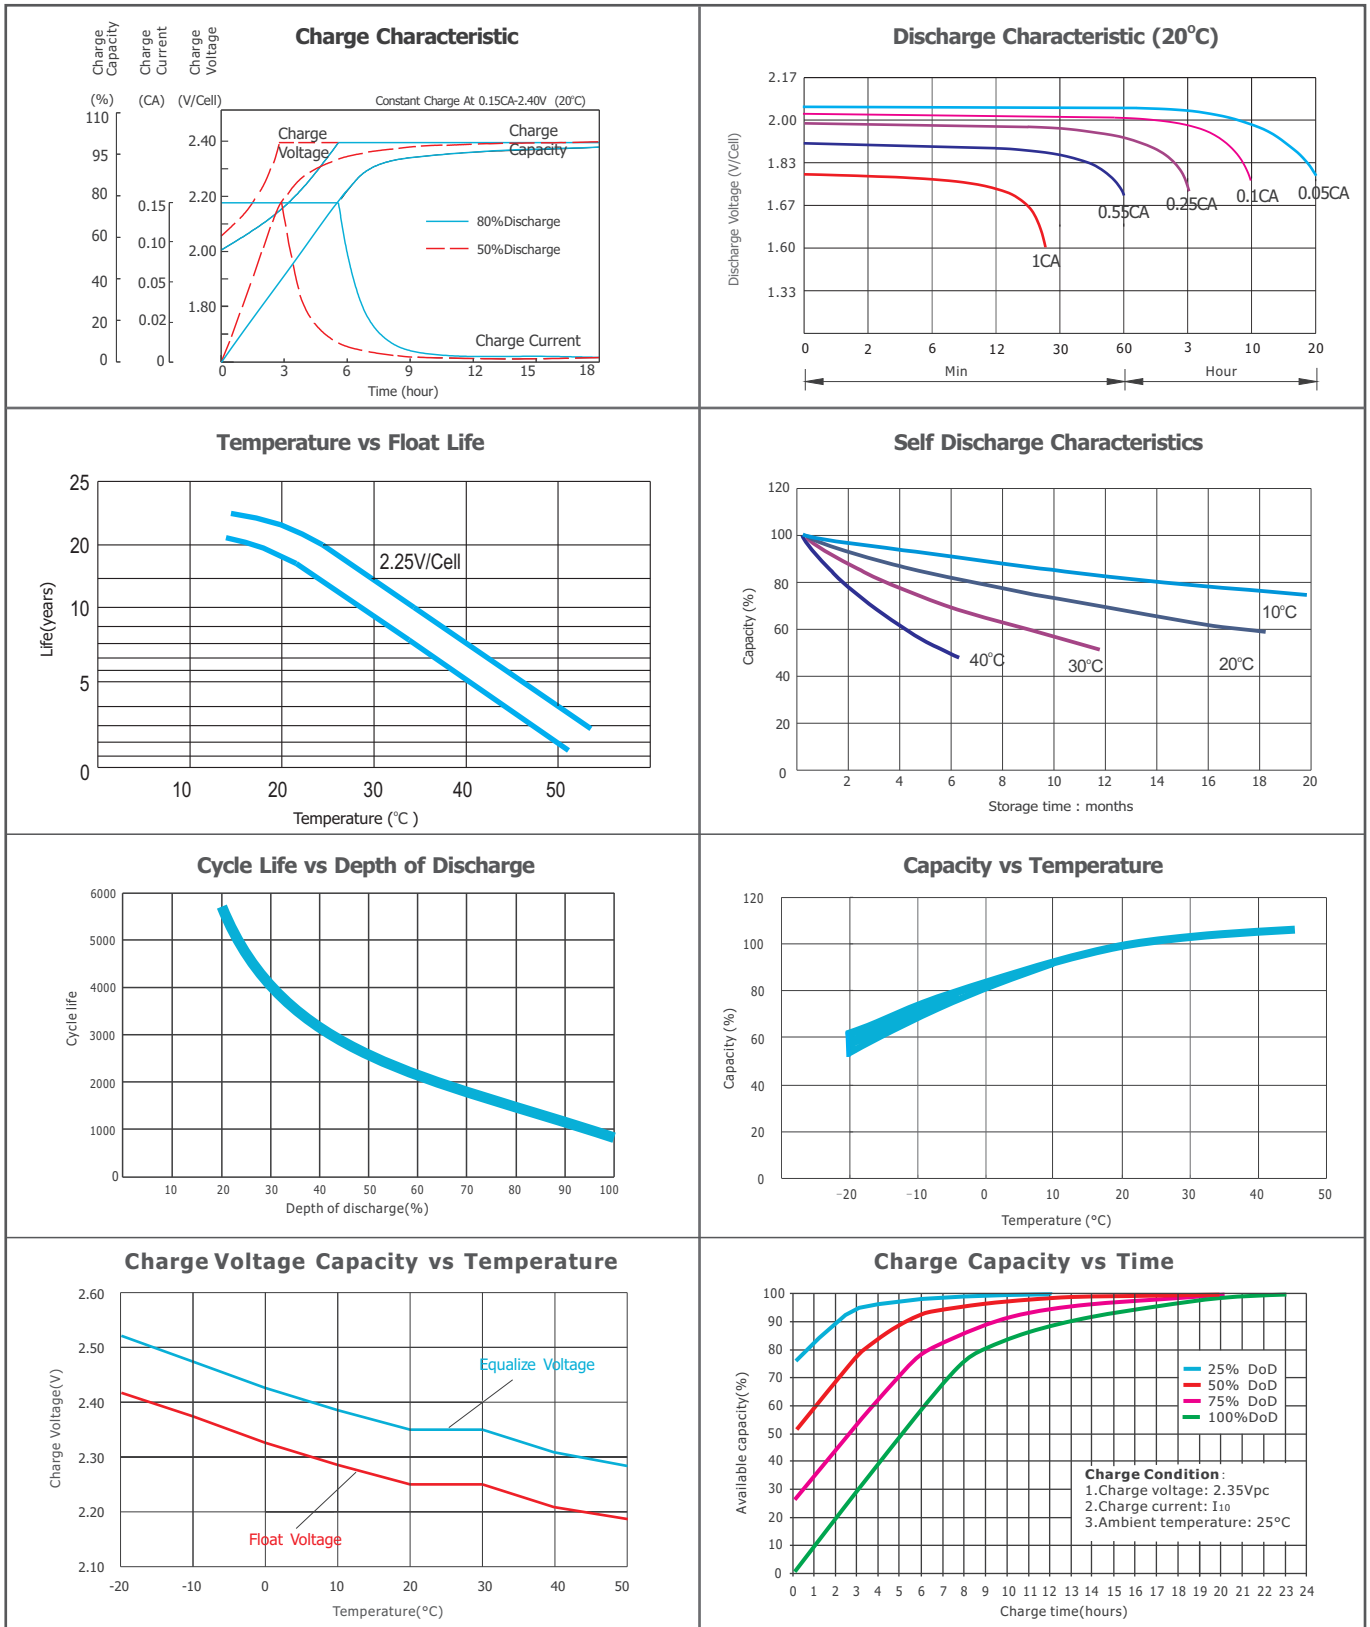 Charge Characteristic
Charge Capacity
Charge Current
Charge Voltage
(%) (CA) (V/Cell)
Constant Charge At 0.15CA-2.40V (20°C)
110
95
80
60
40
20
0
0.15
0.10
0.05
0.02
0
2.40
2.20
2.00
1.80
Charge Voltage
Charge Capacity
80%Discharge
50%Discharge
Charge Current
0 3 6 9 12 15 18
Time (hour)
Discharge Characteristic (20°C)
Discharge Voltage (V/Cell)
2.17
2.00
1.83
1.67
1.60
1.33
1CA
0.55CA
0.25CA
0.1CA
0.05CA
0 2 6 12 30 60 3 10 20
Min Hour
Temperature vs Float Life
Life(years)
25
20
10
5
0
2.25V/Cell
10 20 30 40 50
Temperature (°C )
Self Discharge Characteristics
Capacity (%)
120
100
80
60
40
20
0
10°C
20°C
30°C
40°C
2 4 6 8 10 12 14 16 18 20
Storage time : months
Cycle Life vs Depth of Discharge
Cycle life
6000
5000
4000
3000
2000
1000
0
10 20 30 40 50 60 70 80 90 100
Depth of discharge(%)
Capacity vs Temperature
Capacity (%)
120
100
80
60
40
20
0
-20 -10 0 10 20 30 40 50
Temperature (°C)
Charge Voltage Capacity vs Temperature
Charge Voltage(V)
2.60
2.50
2.40
2.30
2.20
2.10
Equalize Voltage
Float Voltage
-20 -10 0 10 20 30 40 50
Temperature(°C)
Charge Capacity vs Time
Available capacity(%)
100
90
80
70
60
50
40
30
20
10
0
25% DoD
50% DoD
75% DoD
100%DoD
Charge Condition:
1.Charge voltage: 2.35Vpc
2.Charge current: I10
3.Ambient temperature: 25°C
0 1 2 3 4 5 6 7 8 9 10 11 12 13 14 15 16 17 18 19 20 21 22 23 24
Charge time(hours)